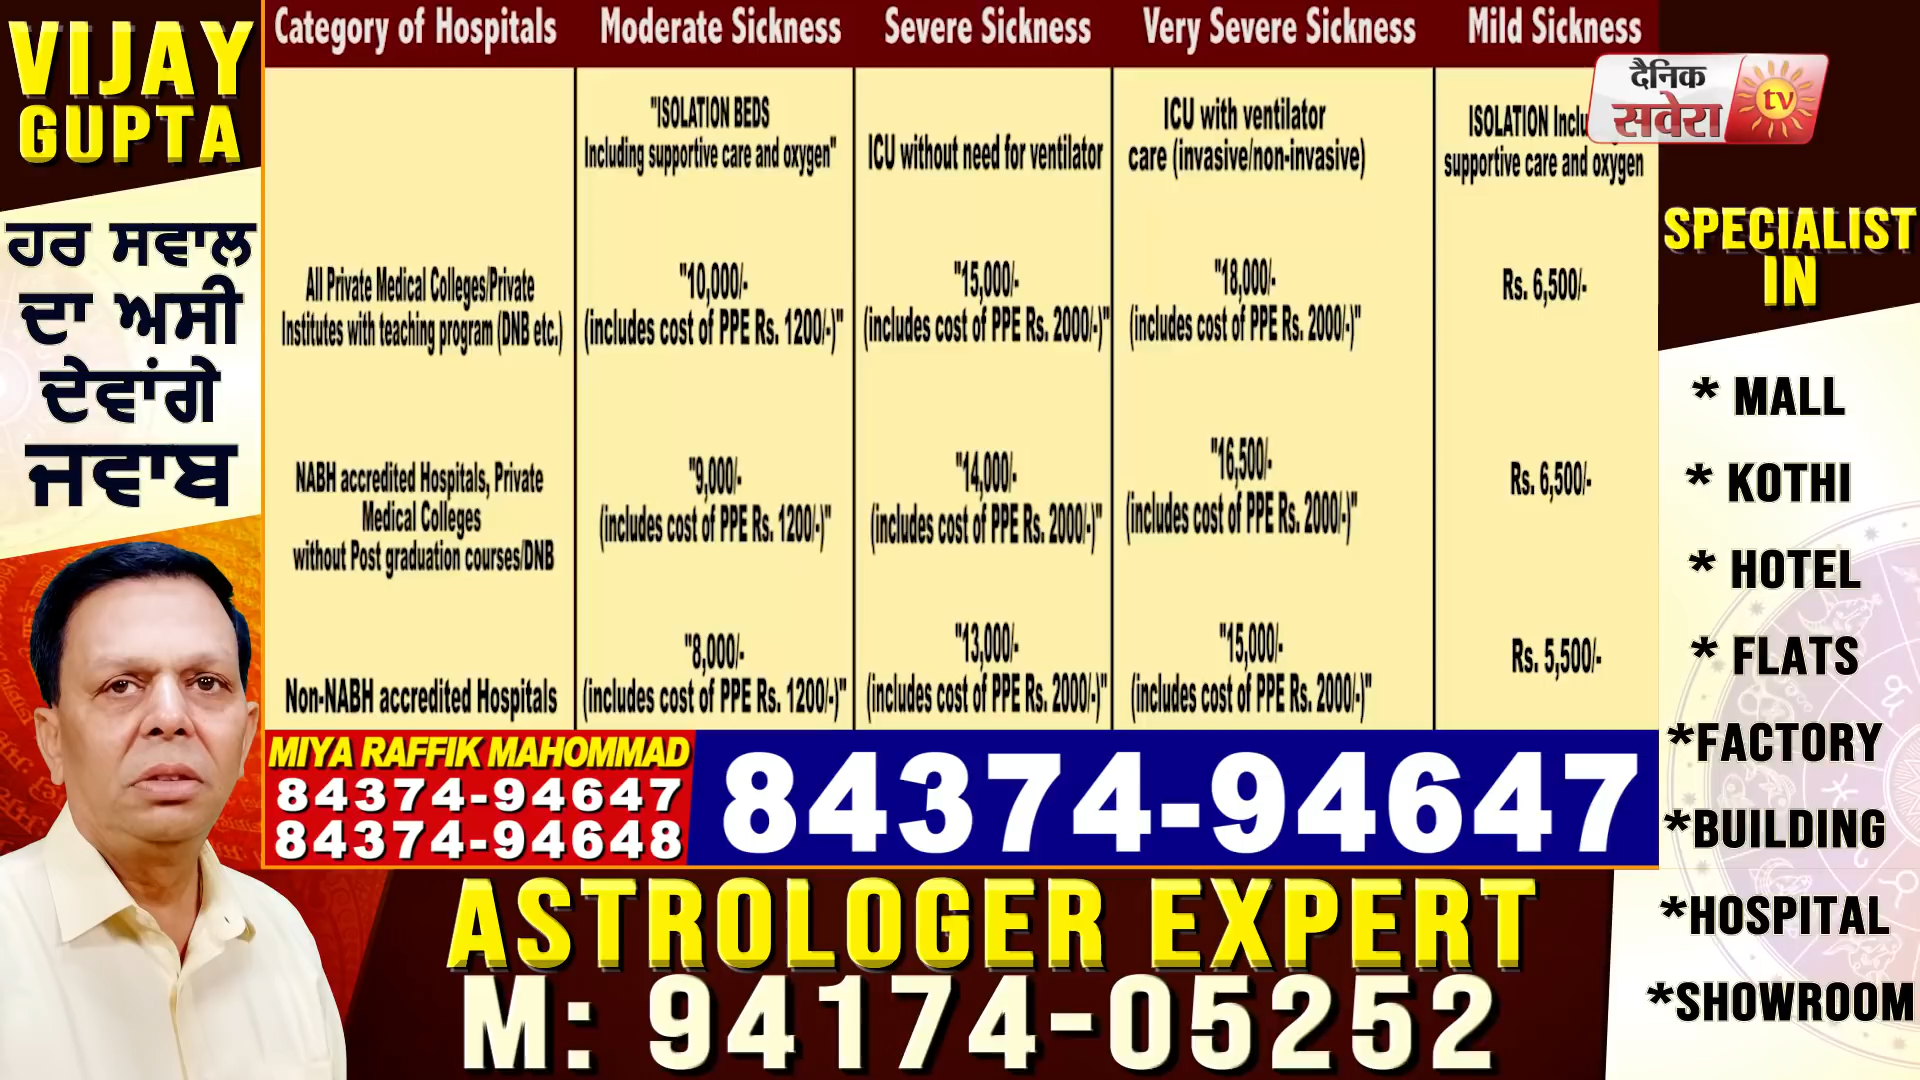 VIJAY
GUPTA
ਹਰ ਸਵਾਲ
ਦਾ ਅਸੀ
ਦੇਵਾਂਗੇ
ਜਵਾਬ
Category of Hospitals Moderate Sickness Severe Sickness Very Severe Sickness Mild Sickness
"ISOLATION BEDS
Including supportive care and oxygen"
ICU without need for ventilator
ICU with ventilator
care (invasive/non-invasive)
ISOLATION
supportive care and oxygen
All Private Medical Colleges/Private
Institutes with teaching program (DNB etc.)
"10,000/-
(includes cost of PPE Rs. 1200/-)"
"15,000/-
(includes cost of PPE Rs. 2000/-)"
"18,000/-
(includes cost of PPE Rs. 2000/-)"
Rs. 6,500/-
NABH accredited Hospitals, Private
Medical Colleges
without Post graduation courses/DNB
"9,000/-
(includes cost of PPE Rs. 1200/-)"
"14,000/-
(includes cost of PPE Rs. 2000/-)"
"16,500/-
(includes cost of PPE Rs. 2000/-)"
Rs. 6,500/-
Non-NABH accredited Hospitals
"8,000/-
(includes cost of PPE Rs. 1200/-)"
"13,000/-
(includes cost of PPE Rs. 2000/-)"
"15,000/-
(includes cost of PPE Rs. 2000/-)"
Rs. 5,500/-
दैनिक
सवेरा
tv
SPECIALIST
IN
* MALL
* KOTHI
* HOTEL
* FLATS
*FACTORY
*BUILDING
*HOSPITAL
*SHOWROOM
MIYA RAFFIK MAHOMMAD
84374-94647
84374-94648
84374-94647
ASTROLOGER EXPERT
M: 94174-05252